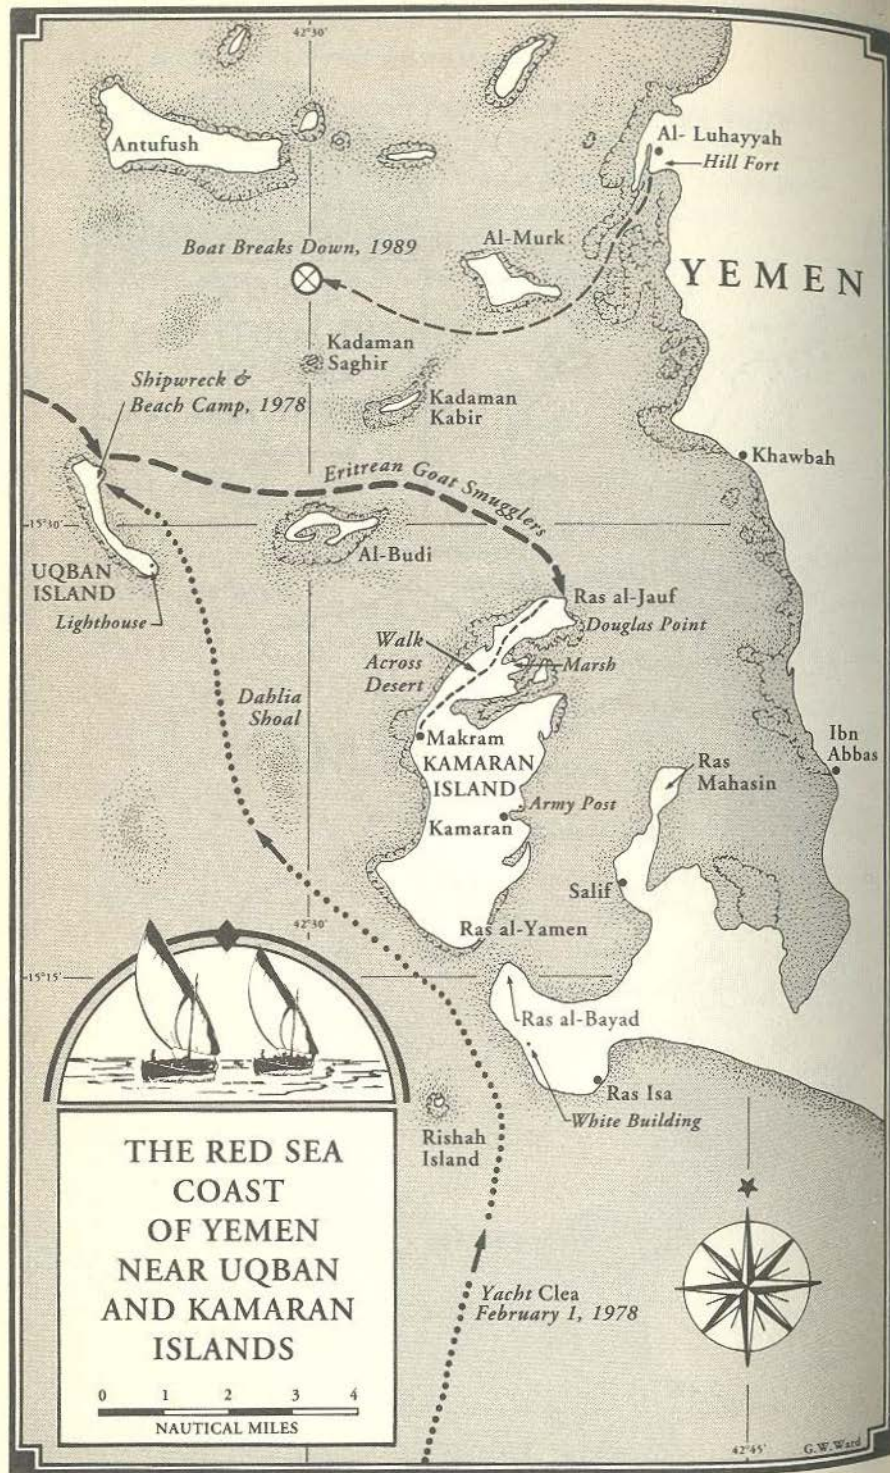 42°30'
Antufush
Al- Luhayyah
Hill Fort
Boat Breaks Down, 1989
Al-Murk
YEMEN
Kadaman
Saghir
Shipwreck &
Beach Camp, 1978
Kadaman
Kabir
Khawbah
Eritrean Goat Smugglers
15°30'
Al-Budi
UQBAN
ISLAND
Lighthouse
Ras al-Jauf
Douglas Point
Walk
Across
Desert
Marsh
Dahlia
Shoal
Makram
KAMARAN
ISLAND
Ras
Mahasin
Ibn
Abbas
Army Post
Kamaran
Salif
42°30'
Ras al-Yamen
15°15'
Ras al-Bayad
Ras Isa
White Building
Rishah
Island
THE RED SEA
COAST
OF YEMEN
NEAR UQBAN
AND KAMARAN
ISLANDS
0 1 2 3 4
NAUTICAL MILES
Yacht Clea
February 1, 1978
42°45'
G.W.Ward